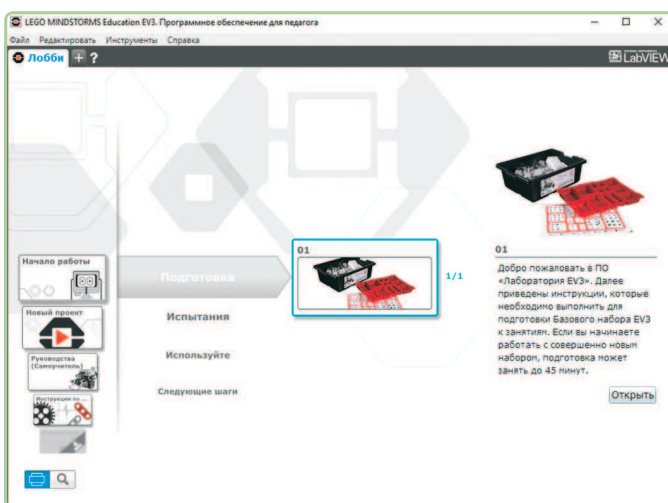 LEGO MINDSTORMS Education EV3. Программное обеспечение для педагога
Файл Редактировать Инструменты Справка
Лобби + ?
LabVIEW
Начало работы
Новый проект
Руководства
(Самоучитель)
Инструкции по ...
Подготовка
Испытания
Используйте
Следующие шаги
01
1/1
01
Добро пожаловать в ПО
«Лаборатория EV3». Далее
приведены инструкции, которые
необходимо выполнить для
подготовки Базового набора EV3
к занятиям. Если вы начинаете
работать с совершенно новым
набором, подготовка может
занять до 45 минут.
Открыть